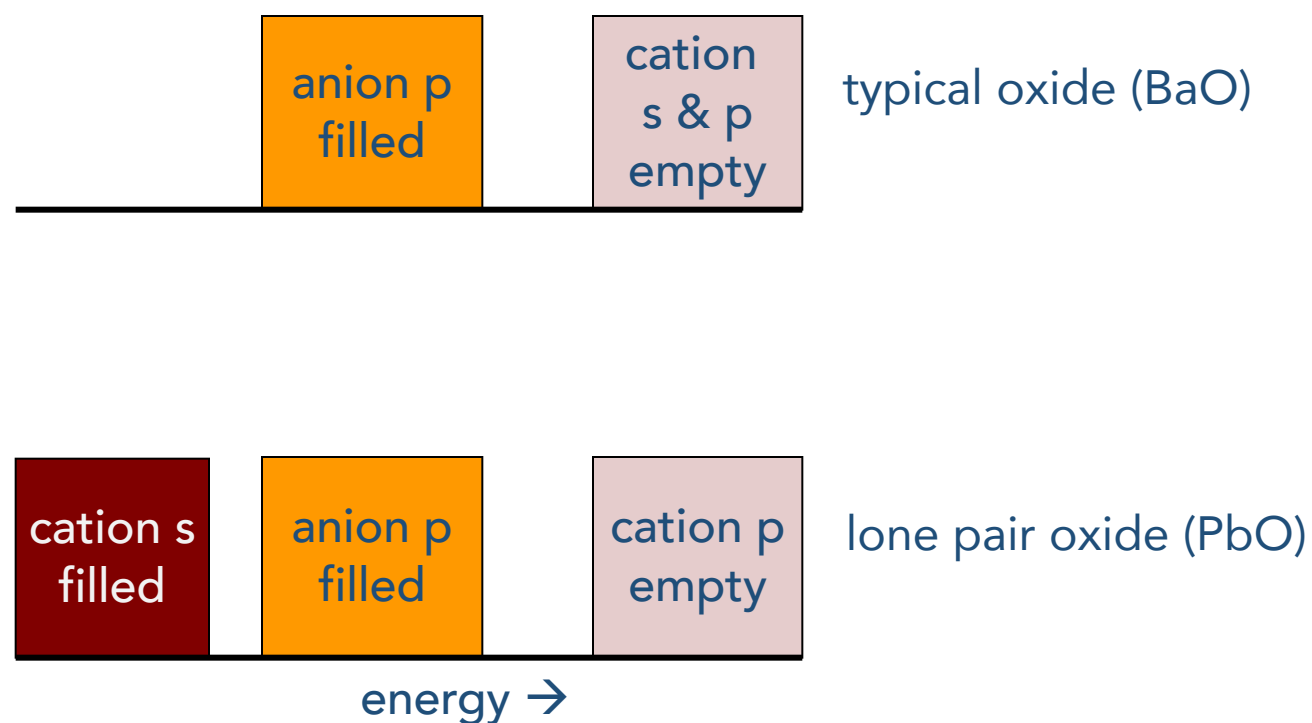 anion p
filled
cation
s & p
empty
typical oxide (BaO)
cation s
filled
anion p
filled
cation p
empty
lone pair oxide (PbO)
energy →